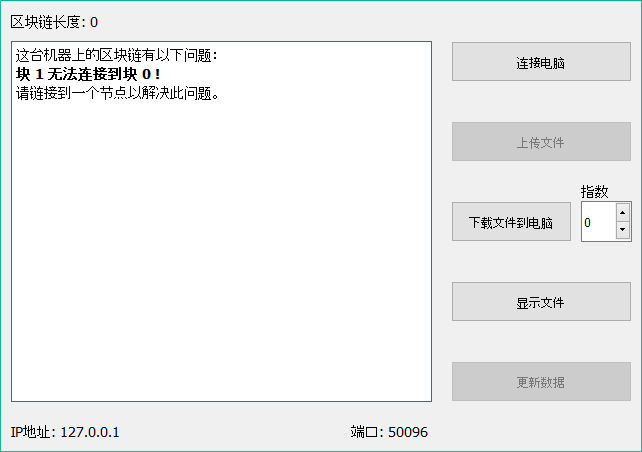 区块链长度: 0
这台机器上的区块链有以下问题:
块 1 无法连接到块 0！
请链接到一个节点以解决此问题。
连接电脑
上传文件
指数
下载文件到电脑
0
显示文件
更新数据
IP地址: 127.0.0.1
端口: 50096